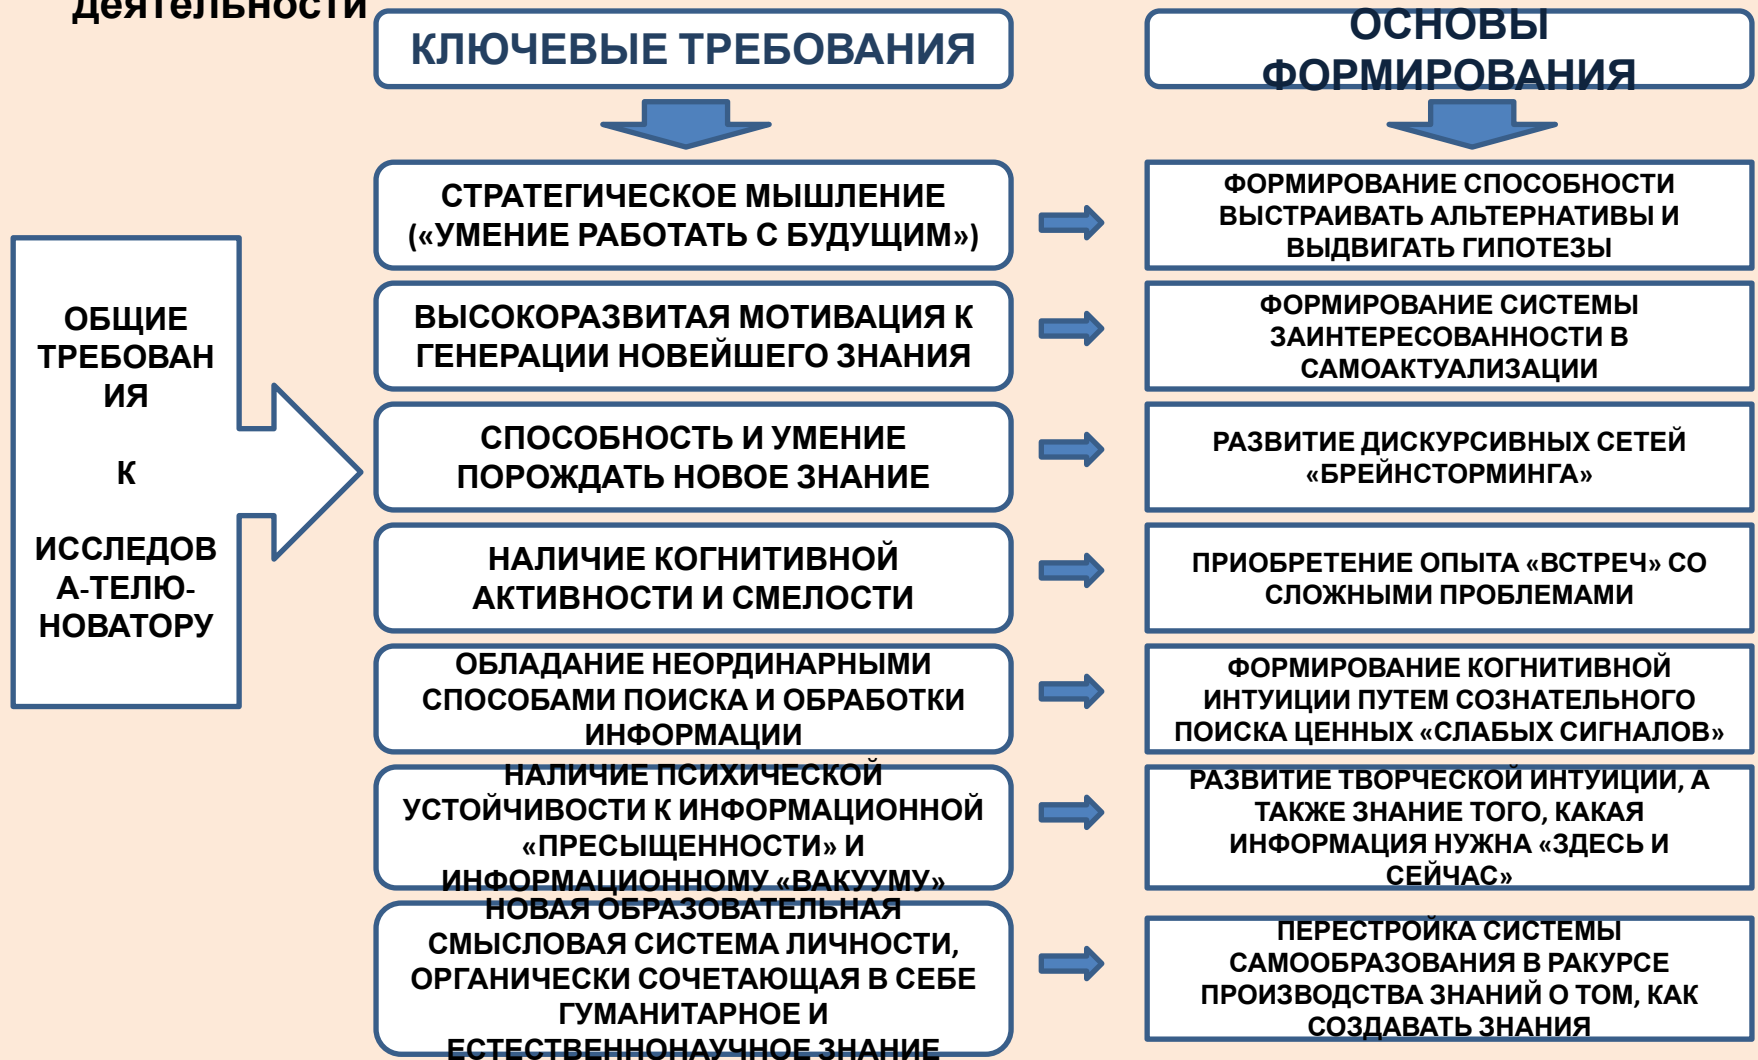 деятельности
КЛЮЧЕВЫЕ ТРЕБОВАНИЯ
ОСНОВЫ
ФОРМИРОВАНИЯ
ОБЩИЕ
ТРЕБОВАН
ИЯ
К
ИССЛЕДОВ
А-ТЕЛЮ-
НОВАТОРУ
СТРАТЕГИЧЕСКОЕ МЫШЛЕНИЕ
(«УМЕНИЕ РАБОТАТЬ С БУДУЩИМ»)
ФОРМИРОВАНИЕ СПОСОБНОСТИ
ВЫСТРАИВАТЬ АЛЬТЕРНАТИВЫ И
ВЫДВИГАТЬ ГИПОТЕЗЫ
ВЫСОКОРАЗВИТАЯ МОТИВАЦИЯ К
ГЕНЕРАЦИИ НОВЕЙШЕГО ЗНАНИЯ
ФОРМИРОВАНИЕ СИСТЕМЫ
ЗАИНТЕРЕСОВАННОСТИ В
САМОАКТУАЛИЗАЦИИ
СПОСОБНОСТЬ И УМЕНИЕ
ПОРОЖДАТЬ НОВОЕ ЗНАНИЕ
РАЗВИТИЕ ДИСКУРСИВНЫХ СЕТЕЙ
«БРЕЙНСТОРМИНГА»
НАЛИЧИЕ КОГНИТИВНОЙ
АКТИВНОСТИ И СМЕЛОСТИ
ПРИОБРЕТЕНИЕ ОПЫТА «ВСТРЕЧ» СО
СЛОЖНЫМИ ПРОБЛЕМАМИ
ОБЛАДАНИЕ НЕОРДИНАРНЫМИ
СПОСОБАМИ ПОИСКА И ОБРАБОТКИ
ИНФОРМАЦИИ
ФОРМИРОВАНИЕ КОГНИТИВНОЙ
ИНТУИЦИИ ПУТЕМ СОЗНАТЕЛЬНОГО
ПОИСКА ЦЕННЫХ «СЛАБЫХ СИГНАЛОВ»
НАЛИЧИЕ ПСИХИЧЕСКОЙ
УСТОЙЧИВОСТИ К ИНФОРМАЦИОННОЙ
«ПРЕСЫЩЕННОСТИ» И
ИНФОРМАЦИОННОМУ «ВАКУУМУ»
РАЗВИТИЕ ТВОРЧЕСКОЙ ИНТУИЦИИ, А
ТАКЖЕ ЗНАНИЕ ТОГО, КАКАЯ
ИНФОРМАЦИЯ НУЖНА «ЗДЕСЬ И
СЕЙЧАС»
НОВАЯ ОБРАЗОВАТЕЛЬНАЯ
СМЫСЛОВАЯ СИСТЕМА ЛИЧНОСТИ,
ОРГАНИЧЕСКИ СОЧЕТАЮЩАЯ В СЕБЕ
ГУМАНИТАРНОЕ И
ЕСТЕСТВЕННОНАУЧНОЕ ЗНАНИЕ
ПЕРЕСТРОЙКА СИСТЕМЫ
САМООБРАЗОВАНИЯ В РАКУРСЕ
ПРОИЗВОДСТВА ЗНАНИЙ О ТОМ, КАК
СОЗДАВАТЬ ЗНАНИЯ